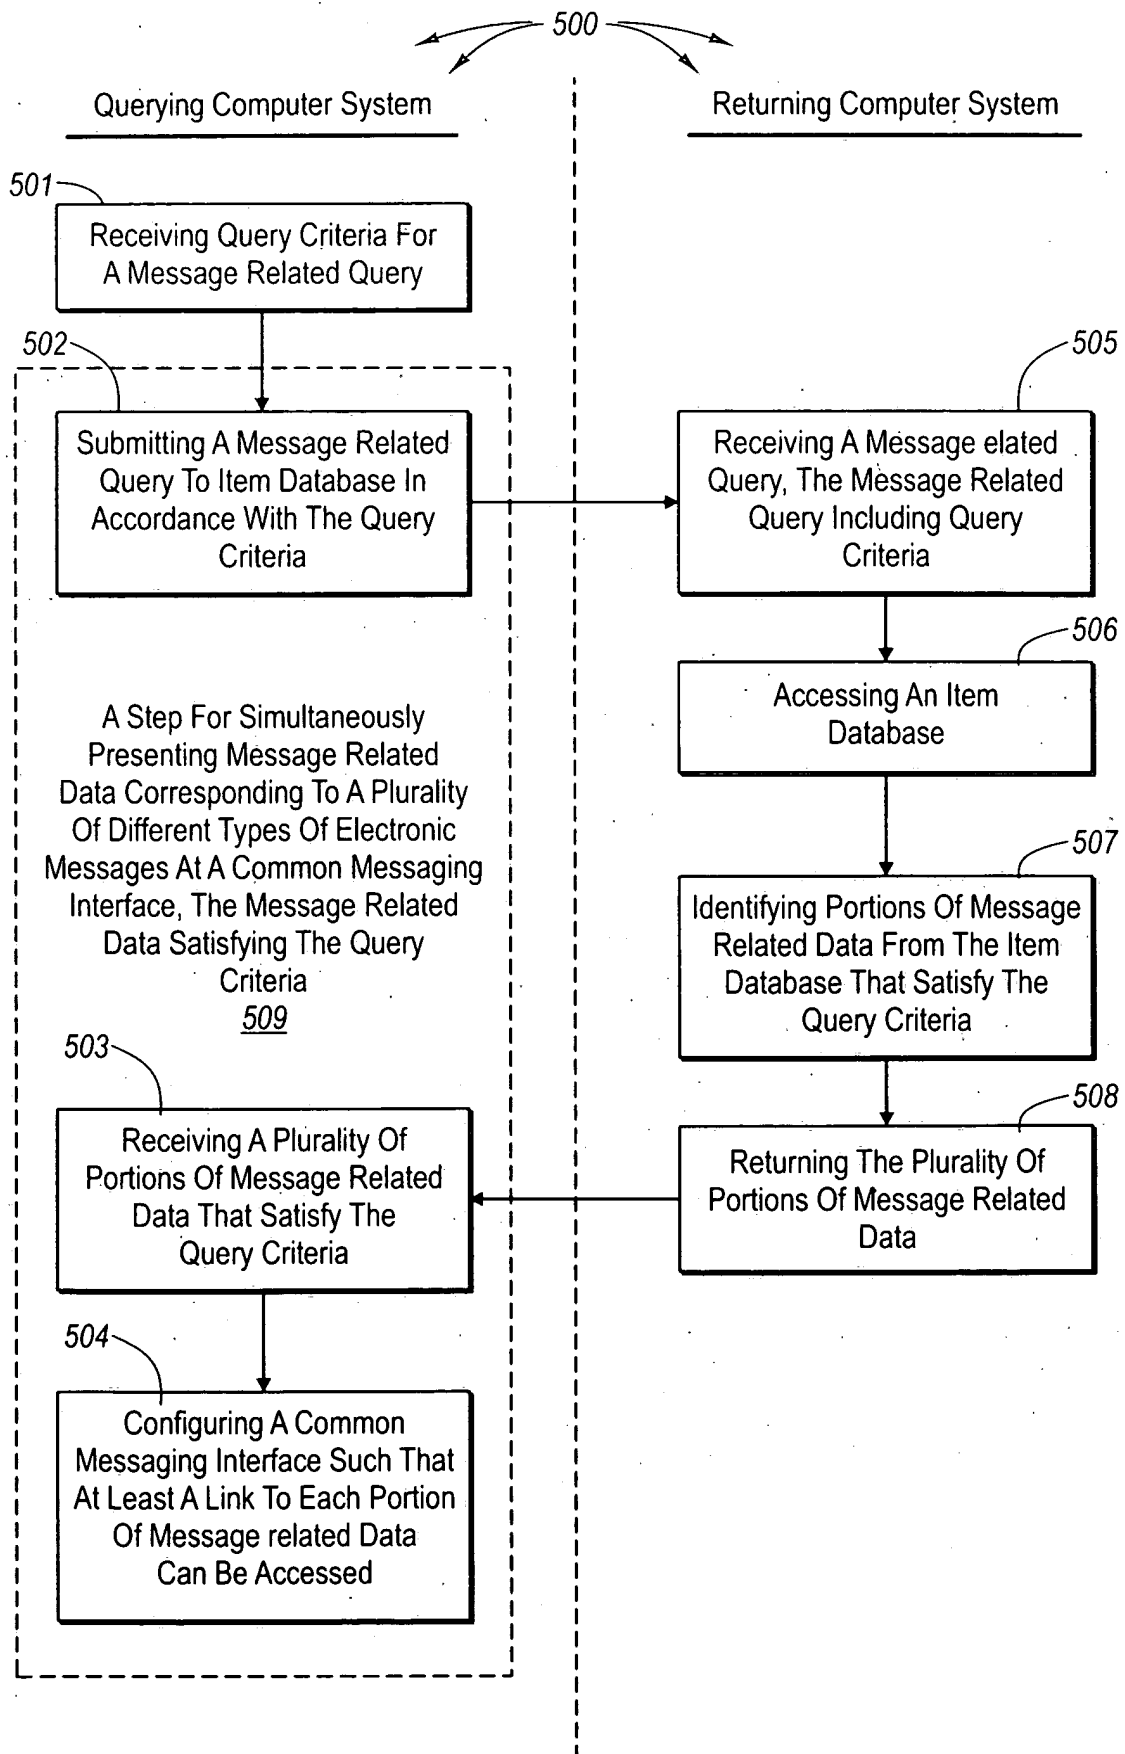 500
Querying Computer System
Returning Computer System
501
Receiving Query Criteria For
A Message Related Query
502
Submitting A Message Related
Query To Item Database In
Accordance With The Query
Criteria
A Step For Simultaneously
Presenting Message Related
Data Corresponding To A Plurality
Of Different Types Of Electronic
Messages At A Common Messaging
Interface, The Message Related
Data Satisfying The Query
Criteria
509
503
Receiving A Plurality Of
Portions Of Message Related
Data That Satisfy The
Query Criteria
504
Configuring A Common
Messaging Interface Such That
At Least A Link To Each Portion
Of Message related Data
Can Be Accessed
505
Receiving A Message elated
Query, The Message Related
Query Including Query
Criteria
506
Accessing An Item
Database
507
Identifying Portions Of Message
Related Data From The Item
Database That Satisfy The
Query Criteria
508
Returning The Plurality Of
Portions Of Message Related
Data